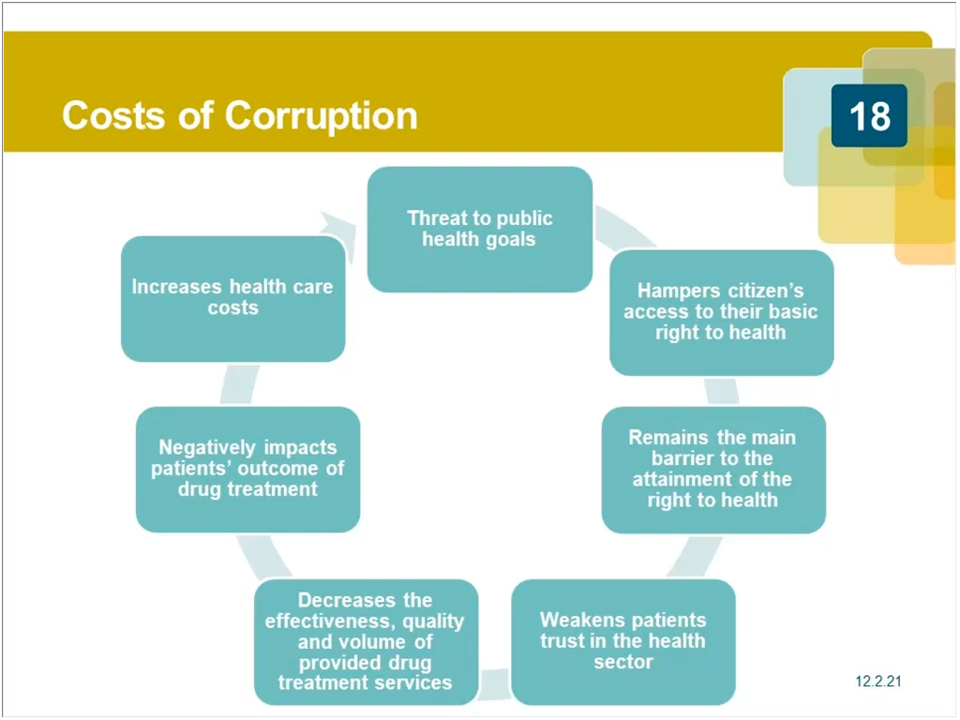 Costs of Corruption
18
Threat to public
health goals
Hampers citizen’s
access to their basic
right to health
Remains the main
barrier to the
attainment of the
right to health
Weakens patients
trust in the health
sector
Decreases the
effectiveness, quality
and volume of
provided drug
treatment services
Negatively impacts
patients’ outcome of
drug treatment
Increases health care
costs
12.2.21